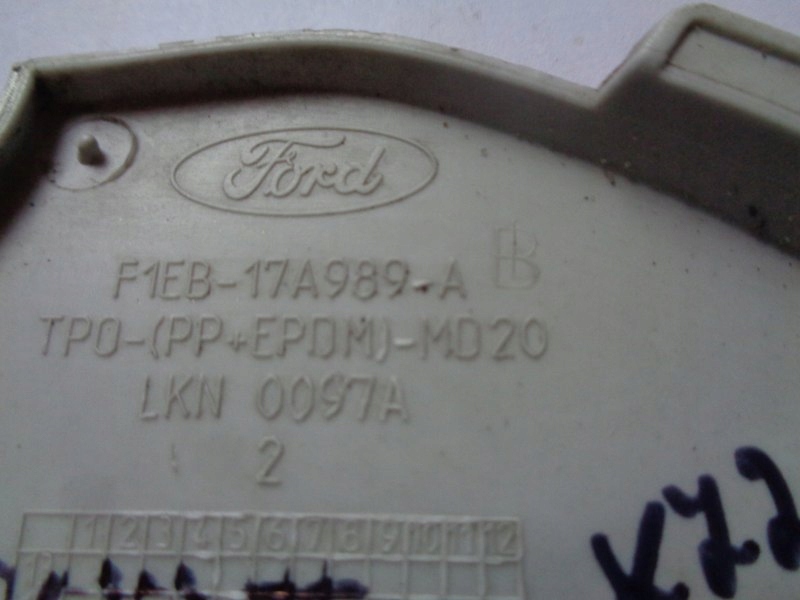 Ford
F1EB-17A989-A B
TPO-(PP+EPDM)-MD20
LKN 0097A
2
1 2 3 4 5 6 7 8 9 10 11 12